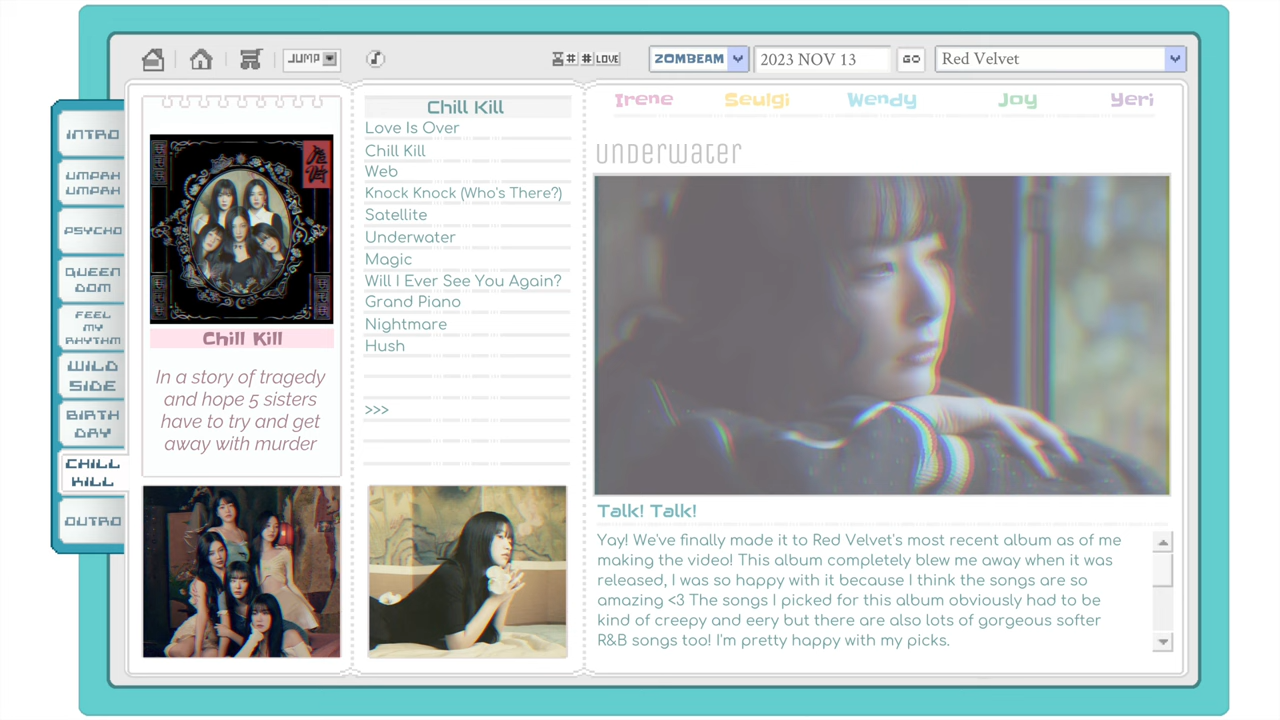 JUMP
# # LOVE
ZOMBEAM
2023 NOV 13
GO
Red Velvet
INTRO
UMPAH
UMPAH
PSYCHO
QUEEN
DOM
FEEL
MY
RHYTHM
WILD
SIDE
BIRTH
DAY
CHILL
KILL
OUTRO
Chill Kill
In a story of tragedy
and hope 5 sisters
have to try and get
away with murder
Chill Kill
Love Is Over
Chill Kill
Web
Knock Knock (Who's There?)
Satellite
Underwater
Magic
Will I Ever See You Again?
Grand Piano
Nightmare
Hush
>>>
Irene Seulgi Wendy Joy Yeri
underwater
Talk! Talk!
Yay! We've finally made it to Red Velvet's most recent album as of me
making the video! This album completely blew me away when it was
released, I was so happy with it because I think the songs are so
amazing <3 The songs I picked for this album obviously had to be
kind of creepy and eery but there are also lots of gorgeous softer
R&B songs too! I'm pretty happy with my picks.